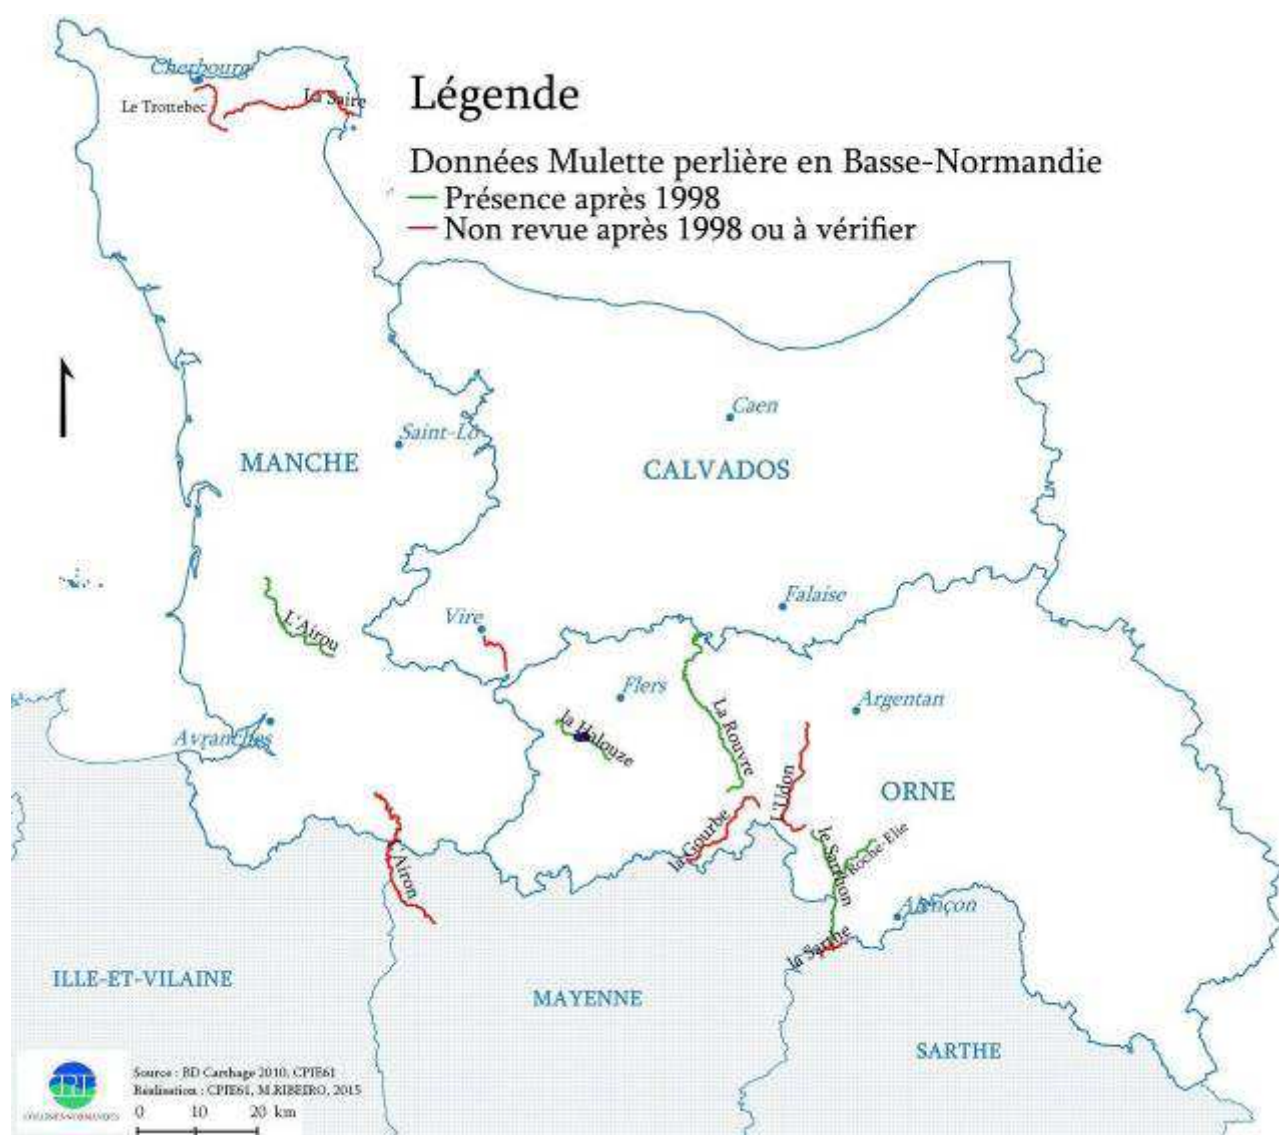 Cherbourg
Le Trottebec
La Saire
Légende
Données Mulette perlière en Basse-Normandie
Présence après 1998
Non revue après 1998 ou à vérifier
Caen
Saint-Lô
MANCHE
CALVADOS
Falaise
Vire
L'Airou
Flers
Argentan
La Rouvre
la Halouze
Avranches
L'Udon
ORNE
la Gourbe
le Sarthon
Roche-Elie
L'Airon
Alençon
la Sarthe
ILLE-ET-VILAINE
MAYENNE
SARTHE
CPIE
Source : BD Carthage 2010, CPIE61
Réalisation : CPIE61, M.RIBEIRO, 2015
0 10 20 km